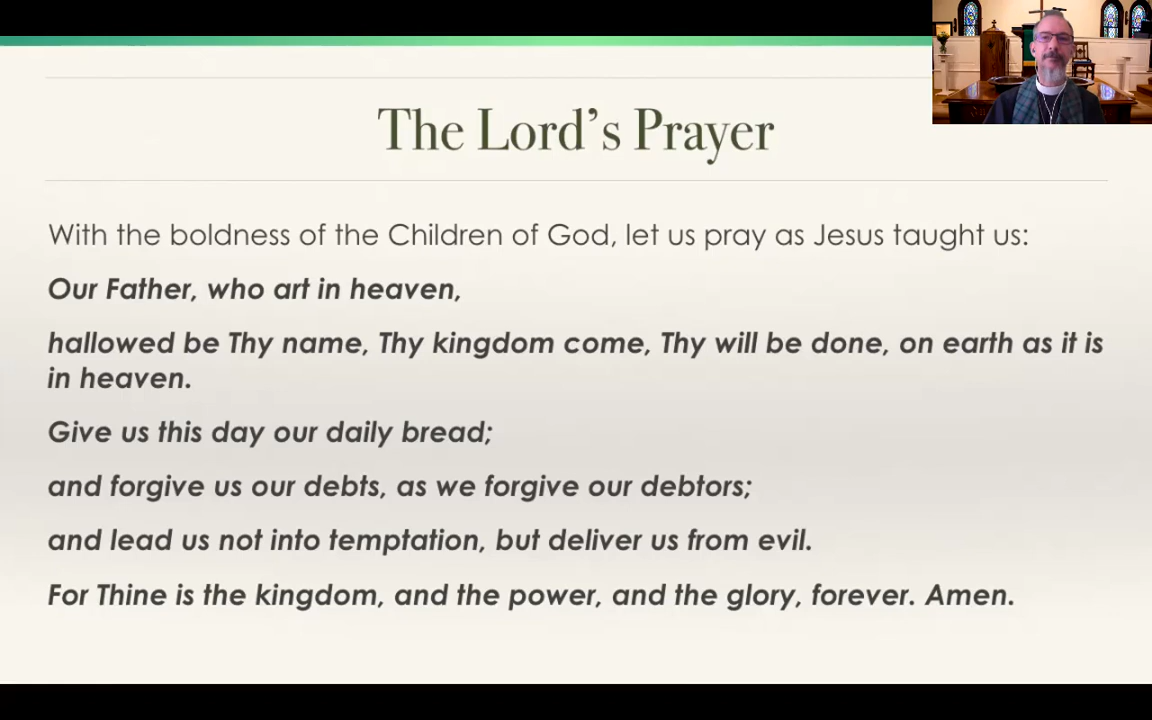 The Lord’s Prayer
With the boldness of the Children of God, let us pray as Jesus taught us:
Our Father, who art in heaven,
hallowed be Thy name, Thy kingdom come, Thy will be done, on earth as it is
in heaven.
Give us this day our daily bread;
and forgive us our debts, as we forgive our debtors;
and lead us not into temptation, but deliver us from evil.
For Thine is the kingdom, and the power, and the glory, forever. Amen.